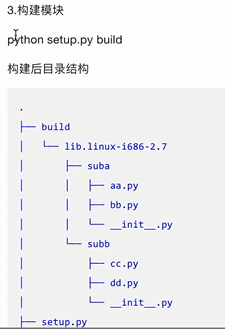 3.构建模块
python setup.py build
构建后目录结构
.
├── build
│   └── lib.linux-i686-2.7
│       ├── suba
│       │   ├── aa.py
│       │   ├── bb.py
│       │   └── __init__.py
│       └── subb
│           ├── cc.py
│           ├── dd.py
│           └── __init__.py
├── setup.py